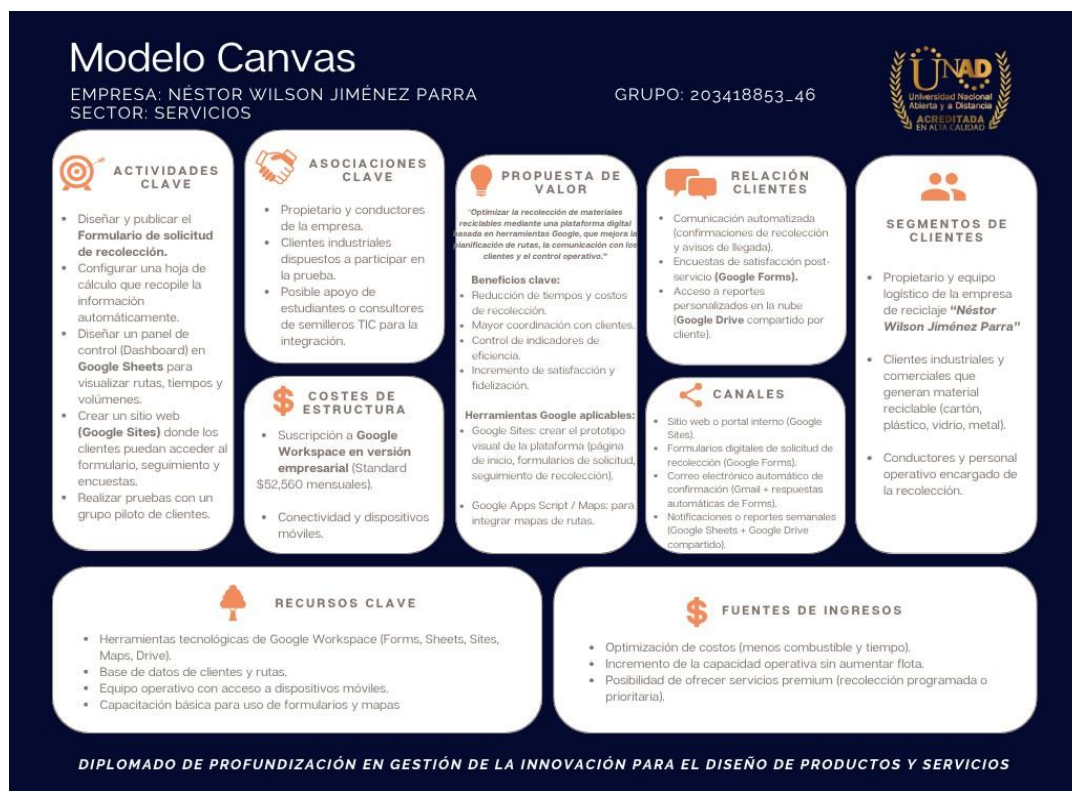 Modelo Canvas
EMPRESA: NÉSTOR WILSON JIMÉNEZ PARRA
SECTOR: SERVICIOS
GRUPO: 203418853_46
UNAD
Universidad Nacional
Abierta y a Distancia
ACREDITADA
EN ALTA CALIDAD
ACTIVIDADES
CLAVE
• Diseñar y publicar el
Formulario de solicitud
de recolección.
• Configurar una hoja de
cálculo que recopile la
información
automáticamente.
• Diseñar un panel de
control (Dashboard) en
Google Sheets para
visualizar rutas, tiempos y
volúmenes.
• Crear un sitio web
(Google Sites) donde los
clientes puedan acceder al
formulario, seguimiento y
encuestas.
• Realizar pruebas con un
grupo piloto de clientes.
ASOCIACIONES
CLAVE
• Propietario y conductores
de la empresa.
• Clientes industriales
dispuestos a participar en
la prueba.
• Posible apoyo de
estudiantes o consultores
de semilleros TIC para la
integración.
COSTES DE
ESTRUCTURA
• Suscripción a Google
Workspace en versión
empresarial (Standard
$52,560 mensuales).
• Conectividad y dispositivos
móviles.
PROPUESTA DE
VALOR
"Optimizar la recolección de materiales
reciclables mediante una plataforma digital
basada en herramientas Google, que mejora la
planificación de rutas, la comunicación con los
clientes y el control operativo."
Beneficios clave:
• Reducción de tiempos y costos
de recolección.
• Mayor coordinación con clientes.
• Control de indicadores de
eficiencia.
• Incremento de satisfacción y
fidelización.
Herramientas Google aplicables:
• Google Sites: crear el prototipo
visual de la plataforma (página
de inicio, formularios de solicitud,
seguimiento de recolección).
• Google Apps Script / Maps: para
integrar mapas de rutas.
RELACIÓN
CLIENTES
• Comunicación automatizada
(confirmaciones de recolección
y avisos de llegada).
• Encuestas de satisfacción post-
servicio (Google Forms).
• Acceso a reportes
personalizados en la nube
(Google Drive compartido por
cliente).
CANALES
• Sitio web o portal interno (Google
Sites).
• Formularios digitales de solicitud de
recolección (Google Forms).
• Correo electrónico automático de
confirmación (Gmail + respuestas
automáticas de Forms).
• Notificaciones o reportes semanales
(Google Sheets + Google Drive
compartido).
SEGMENTOS DE
CLIENTES
• Propietario y equipo
logístico de la empresa
de reciclaje “Néstor
Wilson Jiménez Parra”
• Clientes industriales y
comerciales que
generan material
reciclable (cartón,
plástico, vidrio, metal).
• Conductores y personal
operativo encargado de
la recolección.
RECURSOS CLAVE
• Herramientas tecnológicas de Google Workspace (Forms, Sheets, Sites,
Maps, Drive).
• Base de datos de clientes y rutas.
• Equipo operativo con acceso a dispositivos móviles.
• Capacitación básica para uso de formularios y mapas
FUENTES DE INGRESOS
• Optimización de costos (menos combustible y tiempo).
• Incremento de la capacidad operativa sin aumentar flota.
• Posibilidad de ofrecer servicios premium (recolección programada o
prioritaria).
DIPLOMADO DE PROFUNDIZACIÓN EN GESTIÓN DE LA INNOVACIÓN PARA EL DISEÑO DE PRODUCTOS Y SERVICIOS